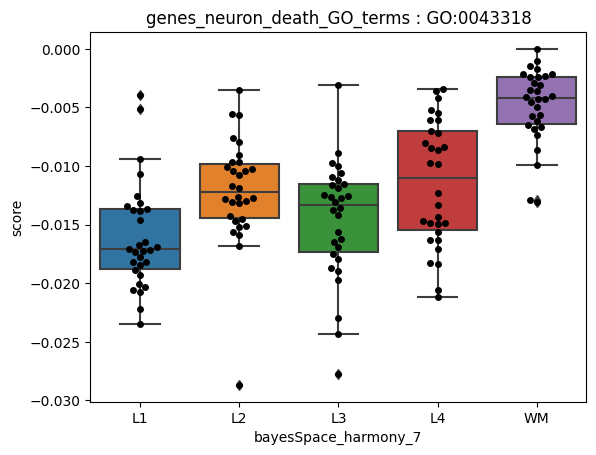 genes_neuron_death_GO_terms : GO:0043318
0.000
−0.005
−0.010
−0.015
−0.020
−0.025
−0.030
score
L1 L2 L3 L4 WM
bayesSpace_harmony_7